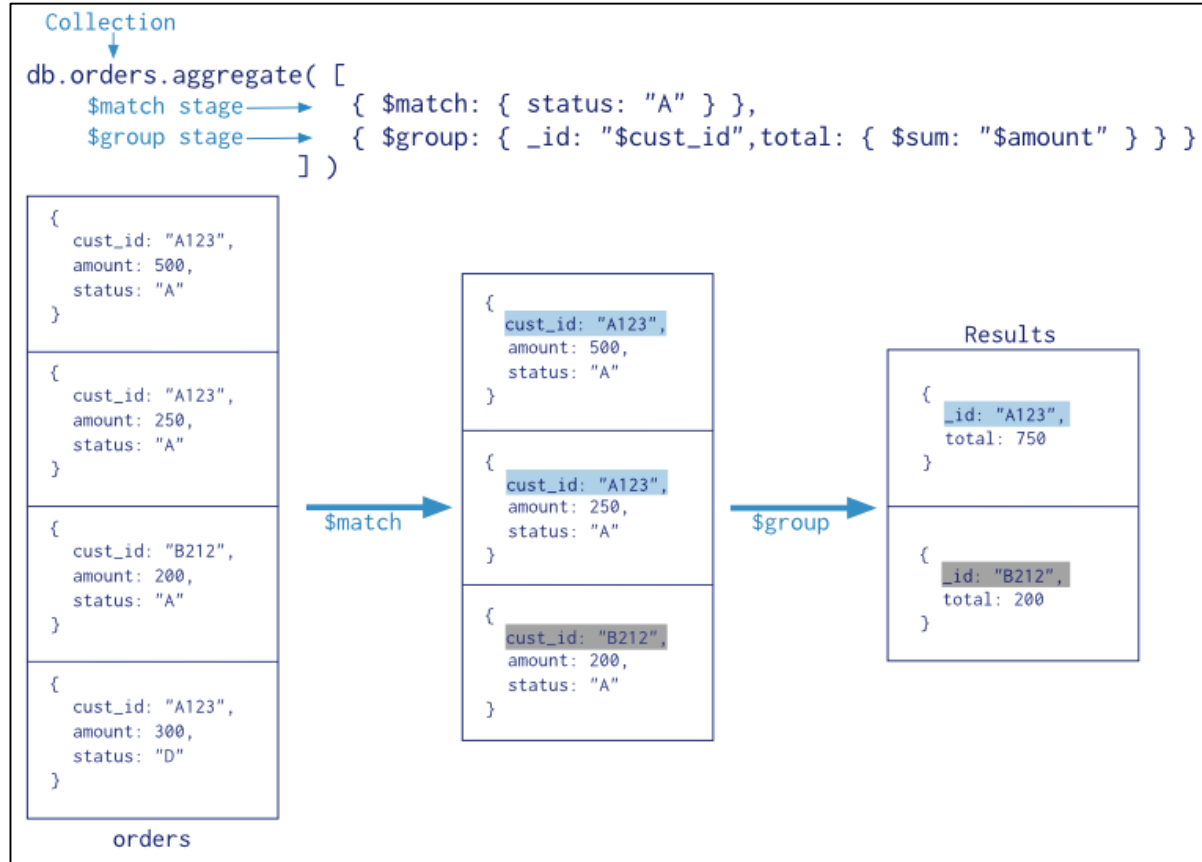 Collection
db.orders.aggregate( [
$match stage { $match: { status: "A" } },
$group stage { $group: { _id: "$cust_id",total: { $sum: "$amount" } } }
] )
{
cust_id: "A123",
amount: 500,
status: "A"
}
{
cust_id: "A123",
amount: 250,
status: "A"
}
{
cust_id: "B212",
amount: 200,
status: "A"
}
{
cust_id: "A123",
amount: 300,
status: "D"
}
orders
$match
{
cust_id: "A123",
amount: 500,
status: "A"
}
{
cust_id: "A123",
amount: 250,
status: "A"
}
{
cust_id: "B212",
amount: 200,
status: "A"
}
$group
Results
{
_id: "A123",
total: 750
}
{
_id: "B212",
total: 200
}